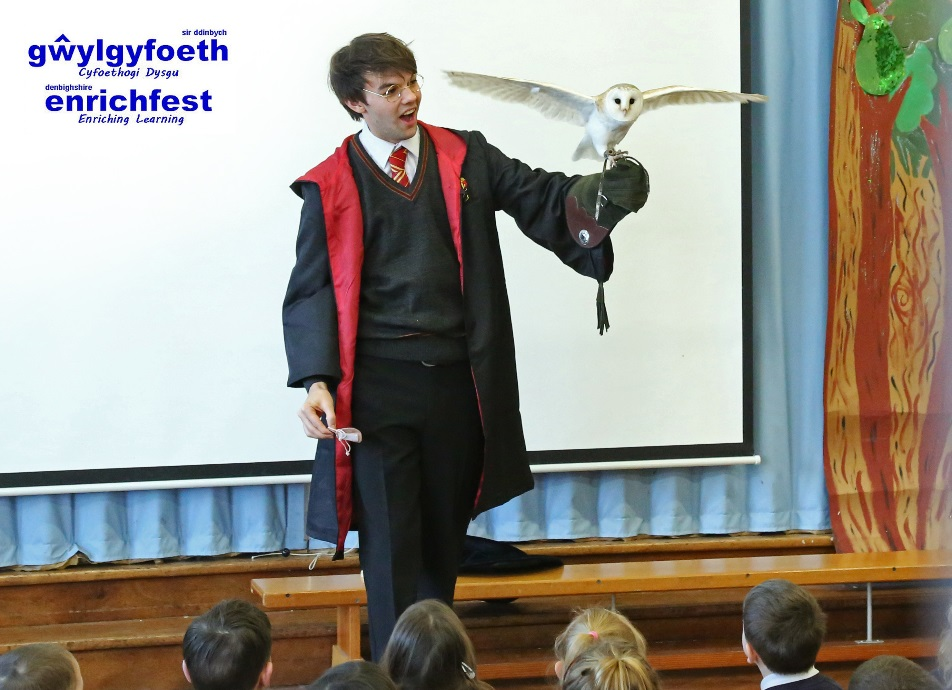 sir ddinbych
gŵylgyfoeth
Cyfoethogi Dysgu
denbighshire
enrichfest
Enriching Learning